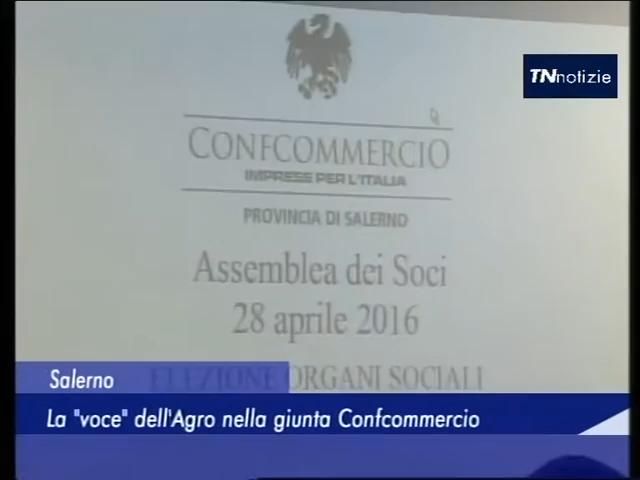 TNnotizie
CONFCOMMERCIO
IMPRESE PER L'ITALIA
PROVINCIA DI SALERNO
Assemblea dei Soci
28 aprile 2016
ELEZIONE ORGANI SOCIALI
Salerno
La "voce" dell'Agro nella giunta Confcommercio